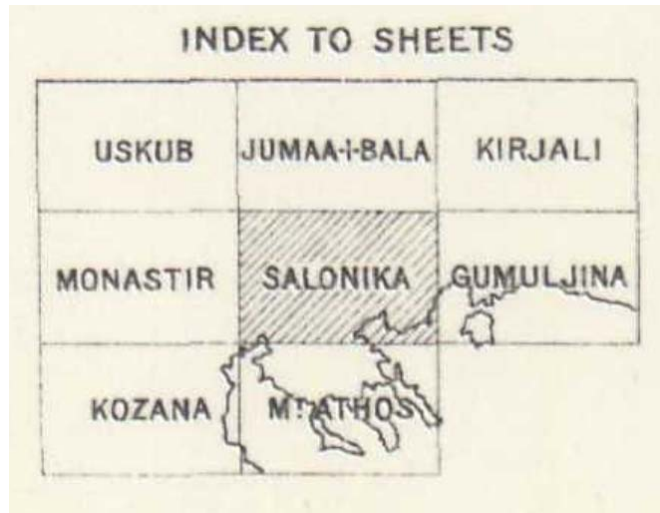 INDEX TO SHEETS
USKUB JUMAA-I-BALA KIRJALI
MONASTIR SALONIKA GUMULJINA
KOZANA MT. ATHOS